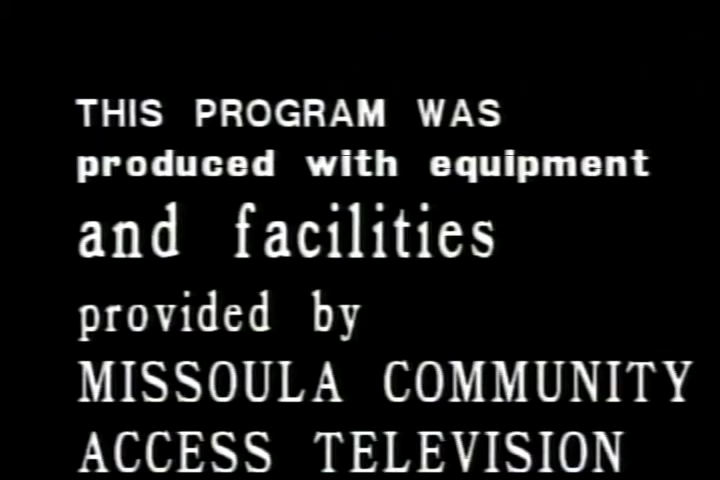 THIS PROGRAM WAS
produced with equipment
and facilities
provided by
MISSOULA COMMUNITY
ACCESS TELEVISION